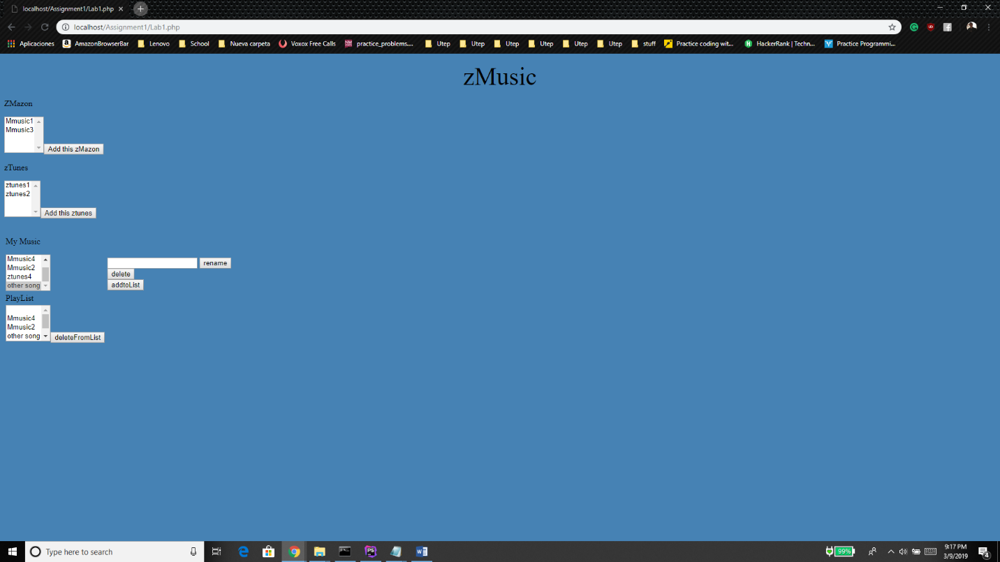 localhost/Assignment1/Lab1.php
localhost/Assignment1/Lab1.php
Aplicaciones AmazonBrowserBar Lenovo School Nueva carpeta Voxox Free Calls practice_problems.... Utep Utep Utep Utep Utep Utep stuff Practice coding wit... HackerRank | Techn... Practice Programmi...
zMusic
ZMazon
Mmusic1
Mmusic3
Add this zMazon
zTunes
ztunes1
ztunes2
Add this ztunes
My Music
Mmusic4
Mmusic2
ztunes4
other song
rename
delete
addtoList
PlayList
Mmusic4
Mmusic2
other song
deleteFromList
Type here to search
PS
W
99%
9:17 PM
3/9/2019
4